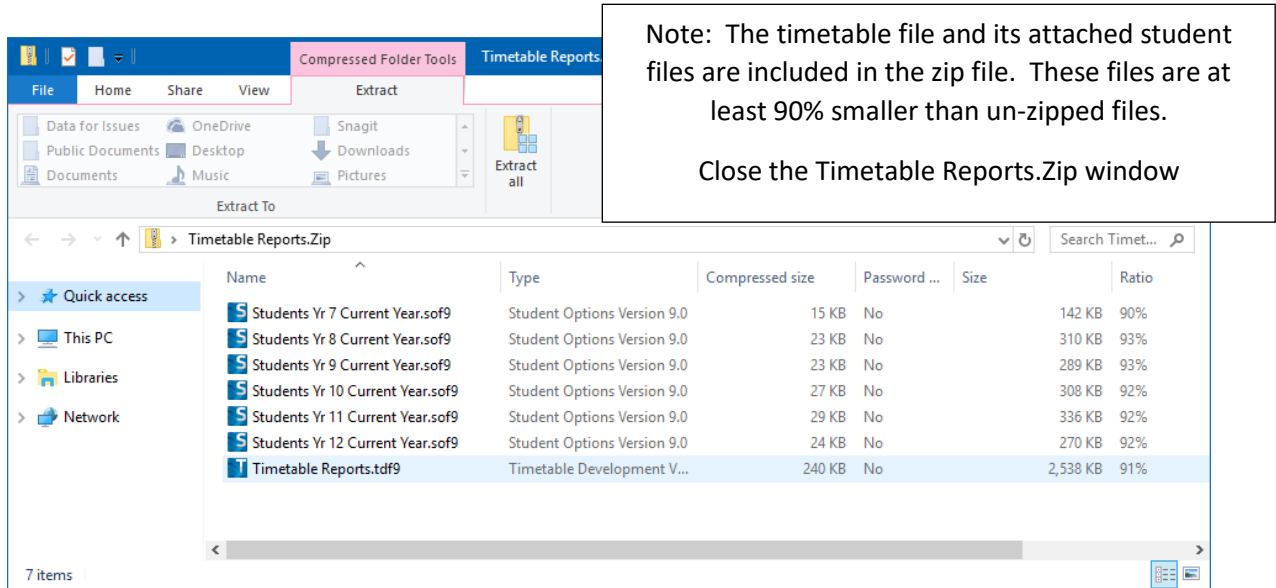 Note:  The timetable file and its attached student
files are included in the zip file.  These files are at
least 90% smaller than un-zipped files.
Close the Timetable Reports.Zip window
Compressed Folder Tools
Timetable Reports.
File Home Share View Extract
Data for Issues OneDrive Snagit
Public Documents Desktop Downloads
Documents Music Pictures
Extract
all
Extract To
Timetable Reports.Zip
Search Timet...
Name Type Compressed size Password ... Size Ratio
Quick access
This PC
Libraries
Network
Students Yr 7 Current Year.sof9 Student Options Version 9.0 15 KB No 142 KB 90%
Students Yr 8 Current Year.sof9 Student Options Version 9.0 23 KB No 310 KB 93%
Students Yr 9 Current Year.sof9 Student Options Version 9.0 23 KB No 289 KB 93%
Students Yr 10 Current Year.sof9 Student Options Version 9.0 27 KB No 308 KB 92%
Students Yr 11 Current Year.sof9 Student Options Version 9.0 29 KB No 336 KB 92%
Students Yr 12 Current Year.sof9 Student Options Version 9.0 24 KB No 270 KB 92%
Timetable Reports.tdf9 Timetable Development V... 240 KB No 2,538 KB 91%
7 items